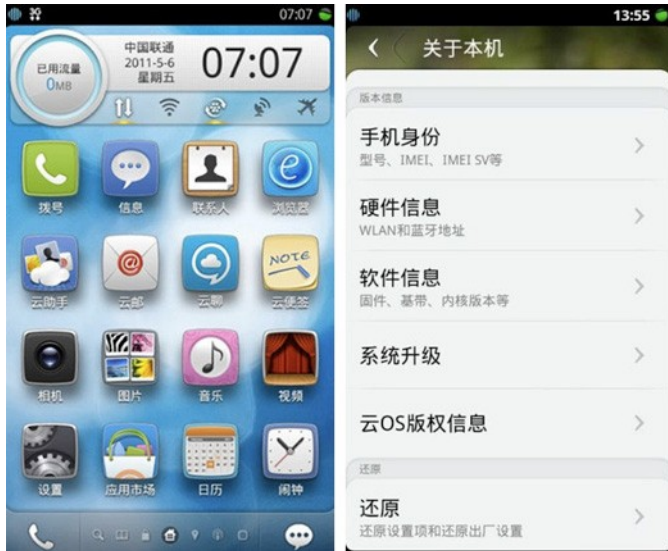 07:07
已用流量
0MB
中国联通
2011-5-6
星期五
07:07
拨号
信息
联系人
浏览器
云助手
云邮
云聊
NOTE
云便签
相机
图片
音乐
视频
设置
应用市场
日历
闹钟
13:55
关于本机
版本信息
手机身份
型号、IMEI、IMEI SV等
硬件信息
WLAN和蓝牙地址
软件信息
固件、基带、内核版本等
系统升级
云OS版权信息
还原
还原
还原设置项和还原出厂设置